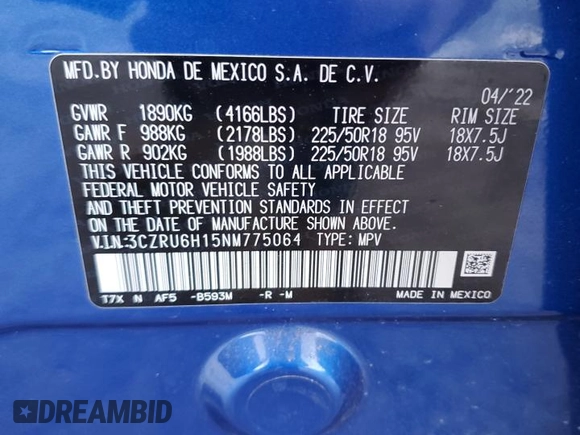 MFD.BY HONDA DE MEXICO S.A. DE C.V.
04/'22
GVWR 1890KG (4166LBS) TIRE SIZE RIM SIZE
GAWR F 988KG (2178LBS) 225/50R18 95V 18X7.5J
GAWR R 902KG (1988LBS) 225/50R18 95V 18X7.5J
THIS VEHICLE CONFORMS TO ALL APPLICABLE
FEDERAL MOTOR VEHICLE SAFETY
AND THEFT PREVENTION STANDARDS IN EFFECT
ON THE DATE OF MANUFACTURE SHOWN ABOVE.
V.I.N.:3CZRU6H15NM775064 TYPE: MPV
T7X N AF5 -B593M -R -M MADE IN MEXICO
DREAMBID